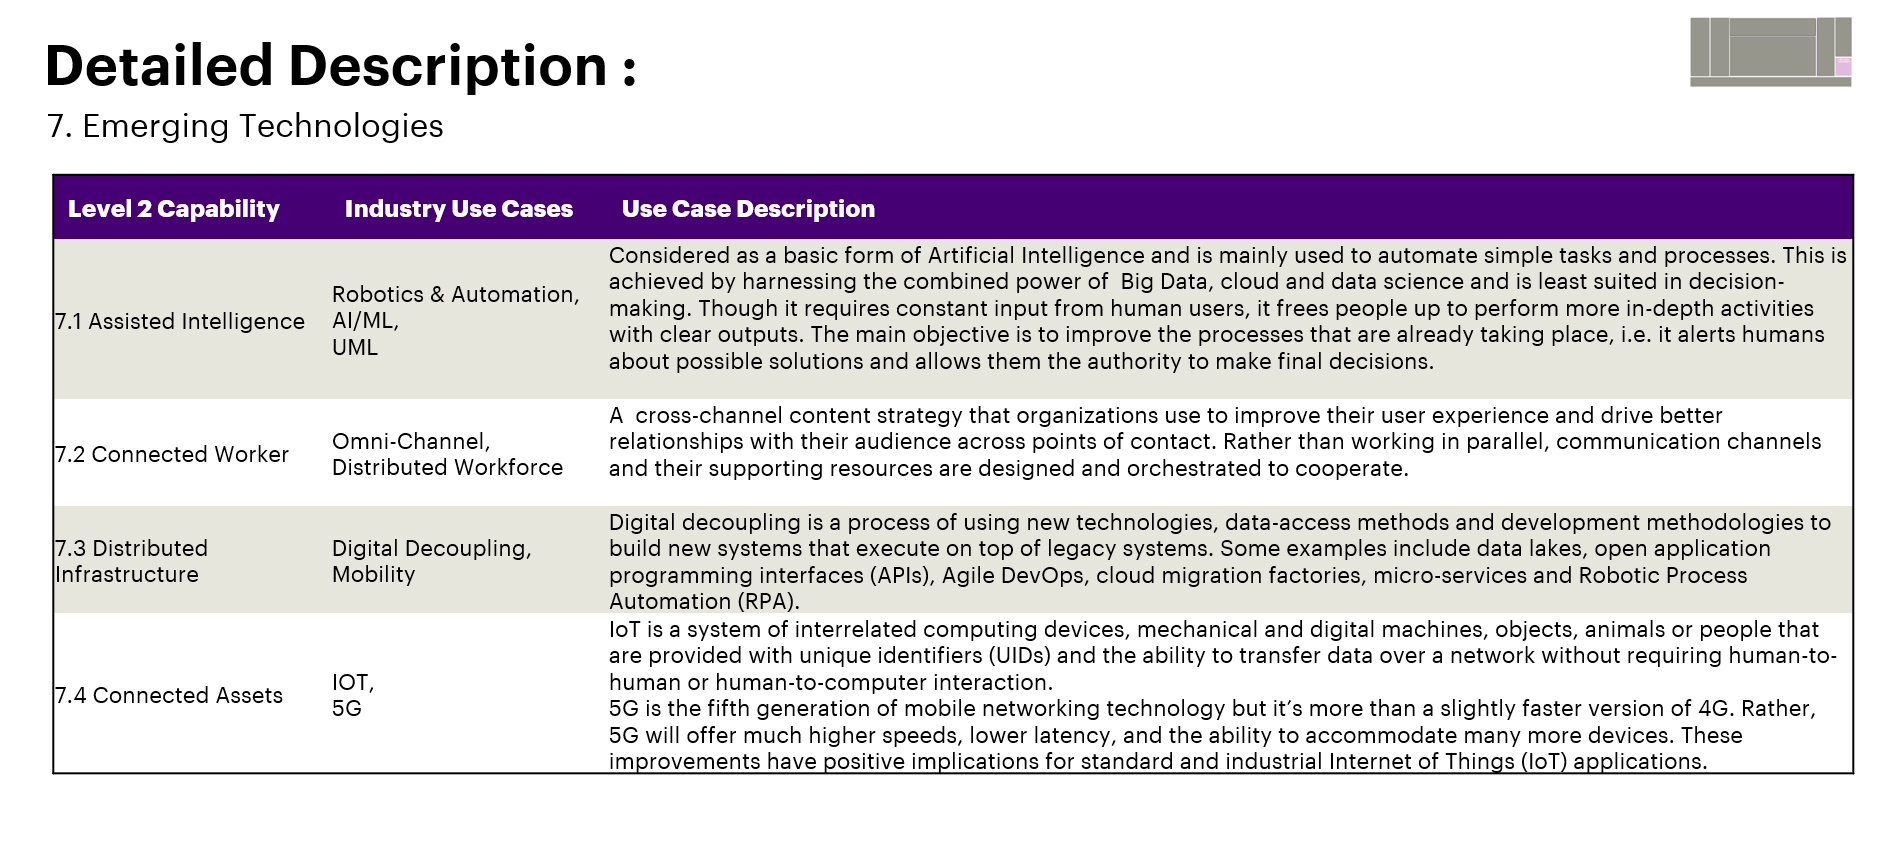 Detailed Description :
7. Emerging Technologies
Level 2 Capability
Industry Use Cases
Use Case Description
7.1 Assisted Intelligence
Robotics & Automation,
AI/ML,
UML
Considered as a basic form of Artificial Intelligence and is mainly used to automate simple tasks and processes. This is
achieved by harnessing the combined power of  Big Data, cloud and data science and is least suited in decision-
making. Though it requires constant input from human users, it frees people up to perform more in-depth activities
with clear outputs. The main objective is to improve the processes that are already taking place, i.e. it alerts humans
about possible solutions and allows them the authority to make final decisions.
7.2 Connected Worker
Omni-Channel,
Distributed Workforce
A  cross-channel content strategy that organizations use to improve their user experience and drive better
relationships with their audience across points of contact. Rather than working in parallel, communication channels
and their supporting resources are designed and orchestrated to cooperate.
7.3 Distributed
Infrastructure
Digital Decoupling,
Mobility
Digital decoupling is a process of using new technologies, data-access methods and development methodologies to
build new systems that execute on top of legacy systems. Some examples include data lakes, open application
programming interfaces (APIs), Agile DevOps, cloud migration factories, micro-services and Robotic Process
Automation (RPA).
7.4 Connected Assets
IOT,
5G
IoT is a system of interrelated computing devices, mechanical and digital machines, objects, animals or people that
are provided with unique identifiers (UIDs) and the ability to transfer data over a network without requiring human-to-
human or human-to-computer interaction.
5G is the fifth generation of mobile networking technology but it’s more than a slightly faster version of 4G. Rather,
5G will offer much higher speeds, lower latency, and the ability to accommodate many more devices. These
improvements have positive implications for standard and industrial Internet of Things (IoT) applications.